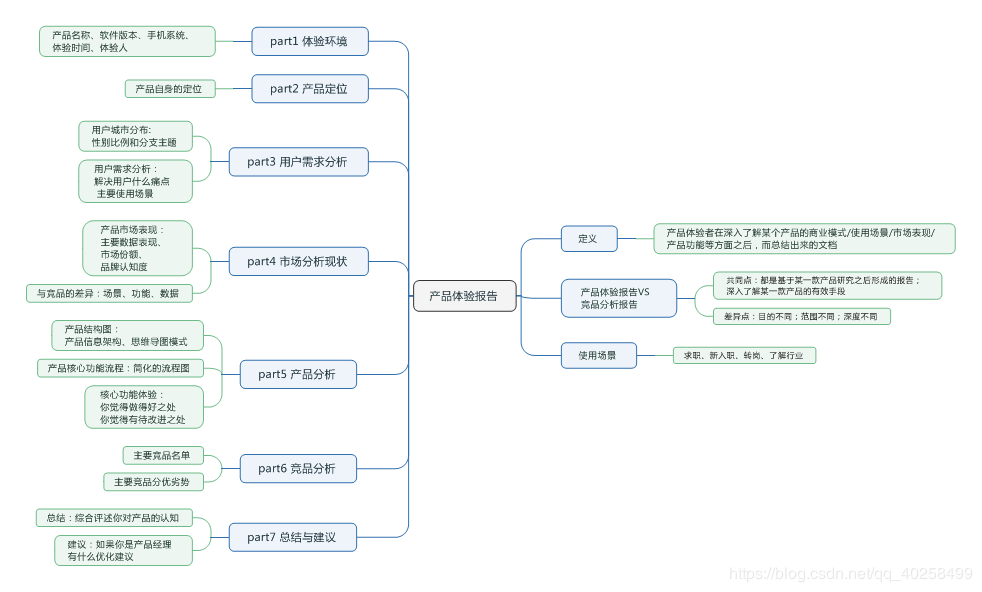 产品体验报告
part1 体验环境
产品名称、软件版本、手机系统、
体验时间、体验人
part2 产品定位
产品自身的定位
part3 用户需求分析
用户城市分布:
性别比例和分支主题
用户需求分析：
解决用户什么痛点
主要使用场景
part4 市场分析现状
产品市场表现：
主要数据表现、
市场份额、
品牌认知度
与竞品的差异：场景、功能、数据
part5 产品分析
产品结构图：
产品信息架构、思维导图模式
产品核心功能流程：简化的流程图
核心功能体验：
你觉得做得好之处
你觉得有待改进之处
part6 竞品分析
主要竞品名单
主要竞品分优劣势
part7 总结与建议
总结：综合评述你对产品的认知
建议：如果你是产品经理
有什么优化建议
定义
产品体验者在深入了解某个产品的商业模式/使用场景/市场表现/
产品功能等方面之后，而总结出来的文档
产品体验报告VS
竞品分析报告
共同点：都是基于某一款产品研究之后形成的报告；
深入了解某一款产品的有效手段
差异点：目的不同；范围不同；深度不同
使用场景
求职、新入职、转岗、了解行业
https://blog.csdn.net/qq_40258499